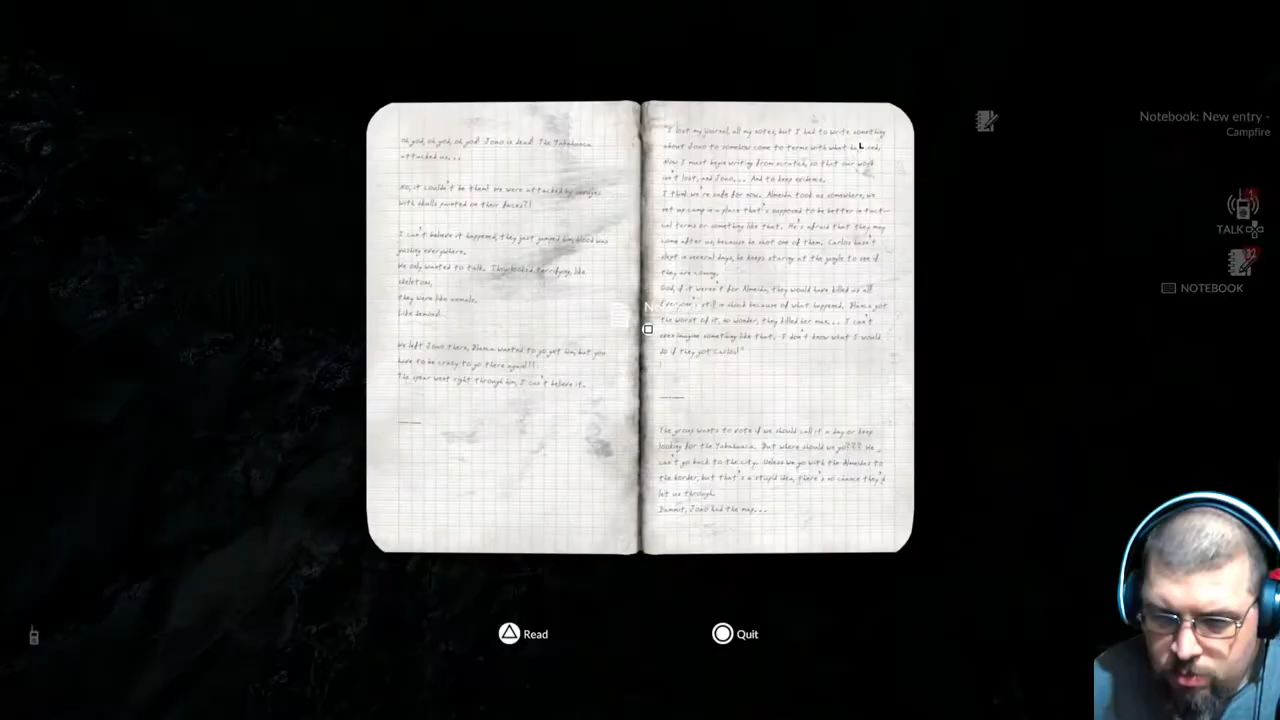 Oh god, oh god, oh god! Joao is dead! The Yabahuaca
attacked us...
No, it couldn't be them! We were attacked by savages
with skulls painted on their faces?!
I can't believe it happened, they just jumped him, blood was
gushing everywhere.
We only wanted to talk. They looked terrifying, like
skeletons,
they were like animals.
Like demons!
We left Joao there, Blanca wanted to go get him, but you
have to be crazy to go there again!!!
The spear went right through him, I can't believe it.
"I lost my journal, all my notes, but I had to write something
about Joao to somehow come to terms with what
Now I must begin writing from scratch, so that our work
isn't lost, and Joao... And to keep evidence.
I think we're safe for now. Almeida took us somewhere, we
set up camp in a place that's supposed to be better in tacti-
cal terms or something like that. He's afraid that they may
come after us, because he shot one of them. Carlos hasn't
slept in several days, he keeps staring at the jungle to see if
they are coming.
God, if it weren't for Almeida, they would have killed us all!
Everyone's still in shock because of what happened. Blanca got
the worst of it, no wonder, they killed her man... I can't
even imagine something like that. I don't know what I would
do if they got Carlos!"
The group wants to vote if we should call it a day or keep
looking for the Yabahuaca. But where should we go??? We
can't go back to the city. Unless we go with the Almeidas to
the border, but that's a stupid idea, there's no chance they'd
let us through.
Dammit, Joao had the map...
Read
Quit
Notebook: New entry -
Campfire
1
TALK
NOTEBOOK